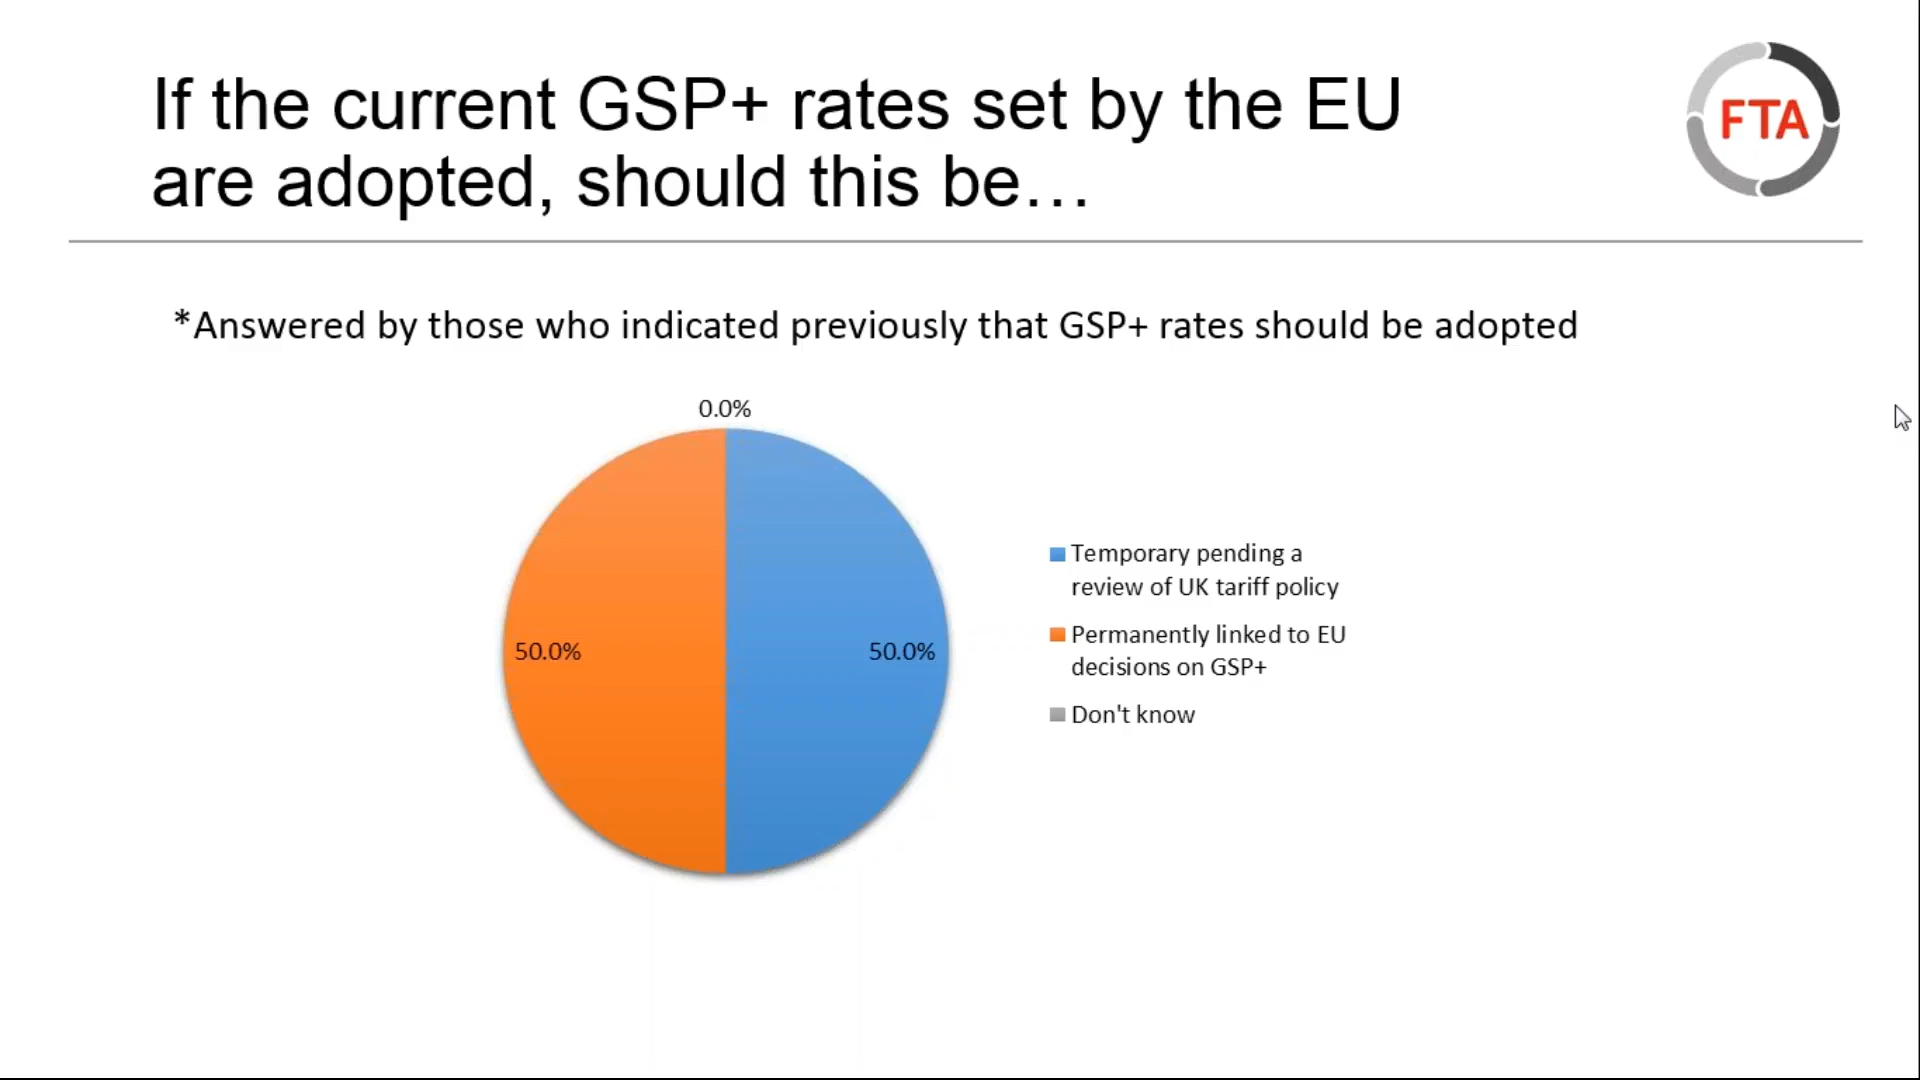 If the current GSP+ rates set by the EU
are adopted, should this be…
FTA
*Answered by those who indicated previously that GSP+ rates should be adopted
0.0%
50.0%
50.0%
Temporary pending a
review of UK tariff policy
Permanently linked to EU
decisions on GSP+
Don't know